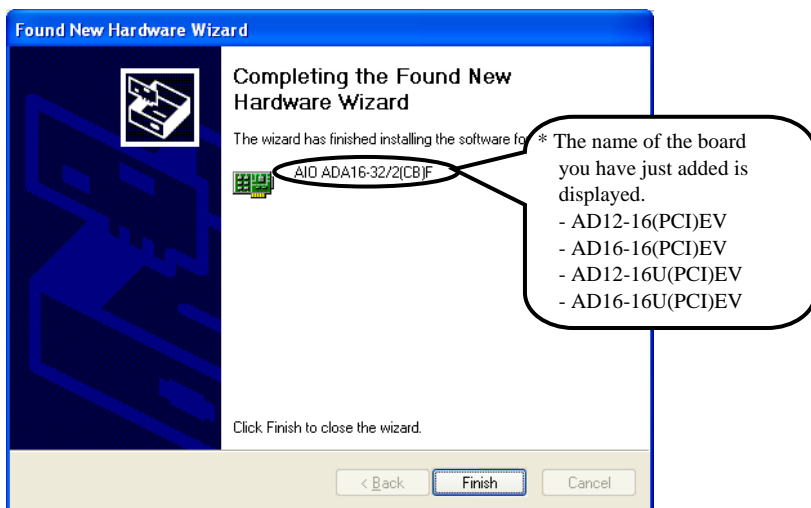 Found New Hardware Wizard
Completing the Found New
Hardware Wizard
The wizard has finished installing the software fo
AIO ADA16-32/2(CB)F
* The name of the board
you have just added is
displayed.
- AD12-16(PCI)EV
- AD16-16(PCI)EV
- AD12-16U(PCI)EV
- AD16-16U(PCI)EV
Click Finish to close the wizard.
< Back
Finish
Cancel